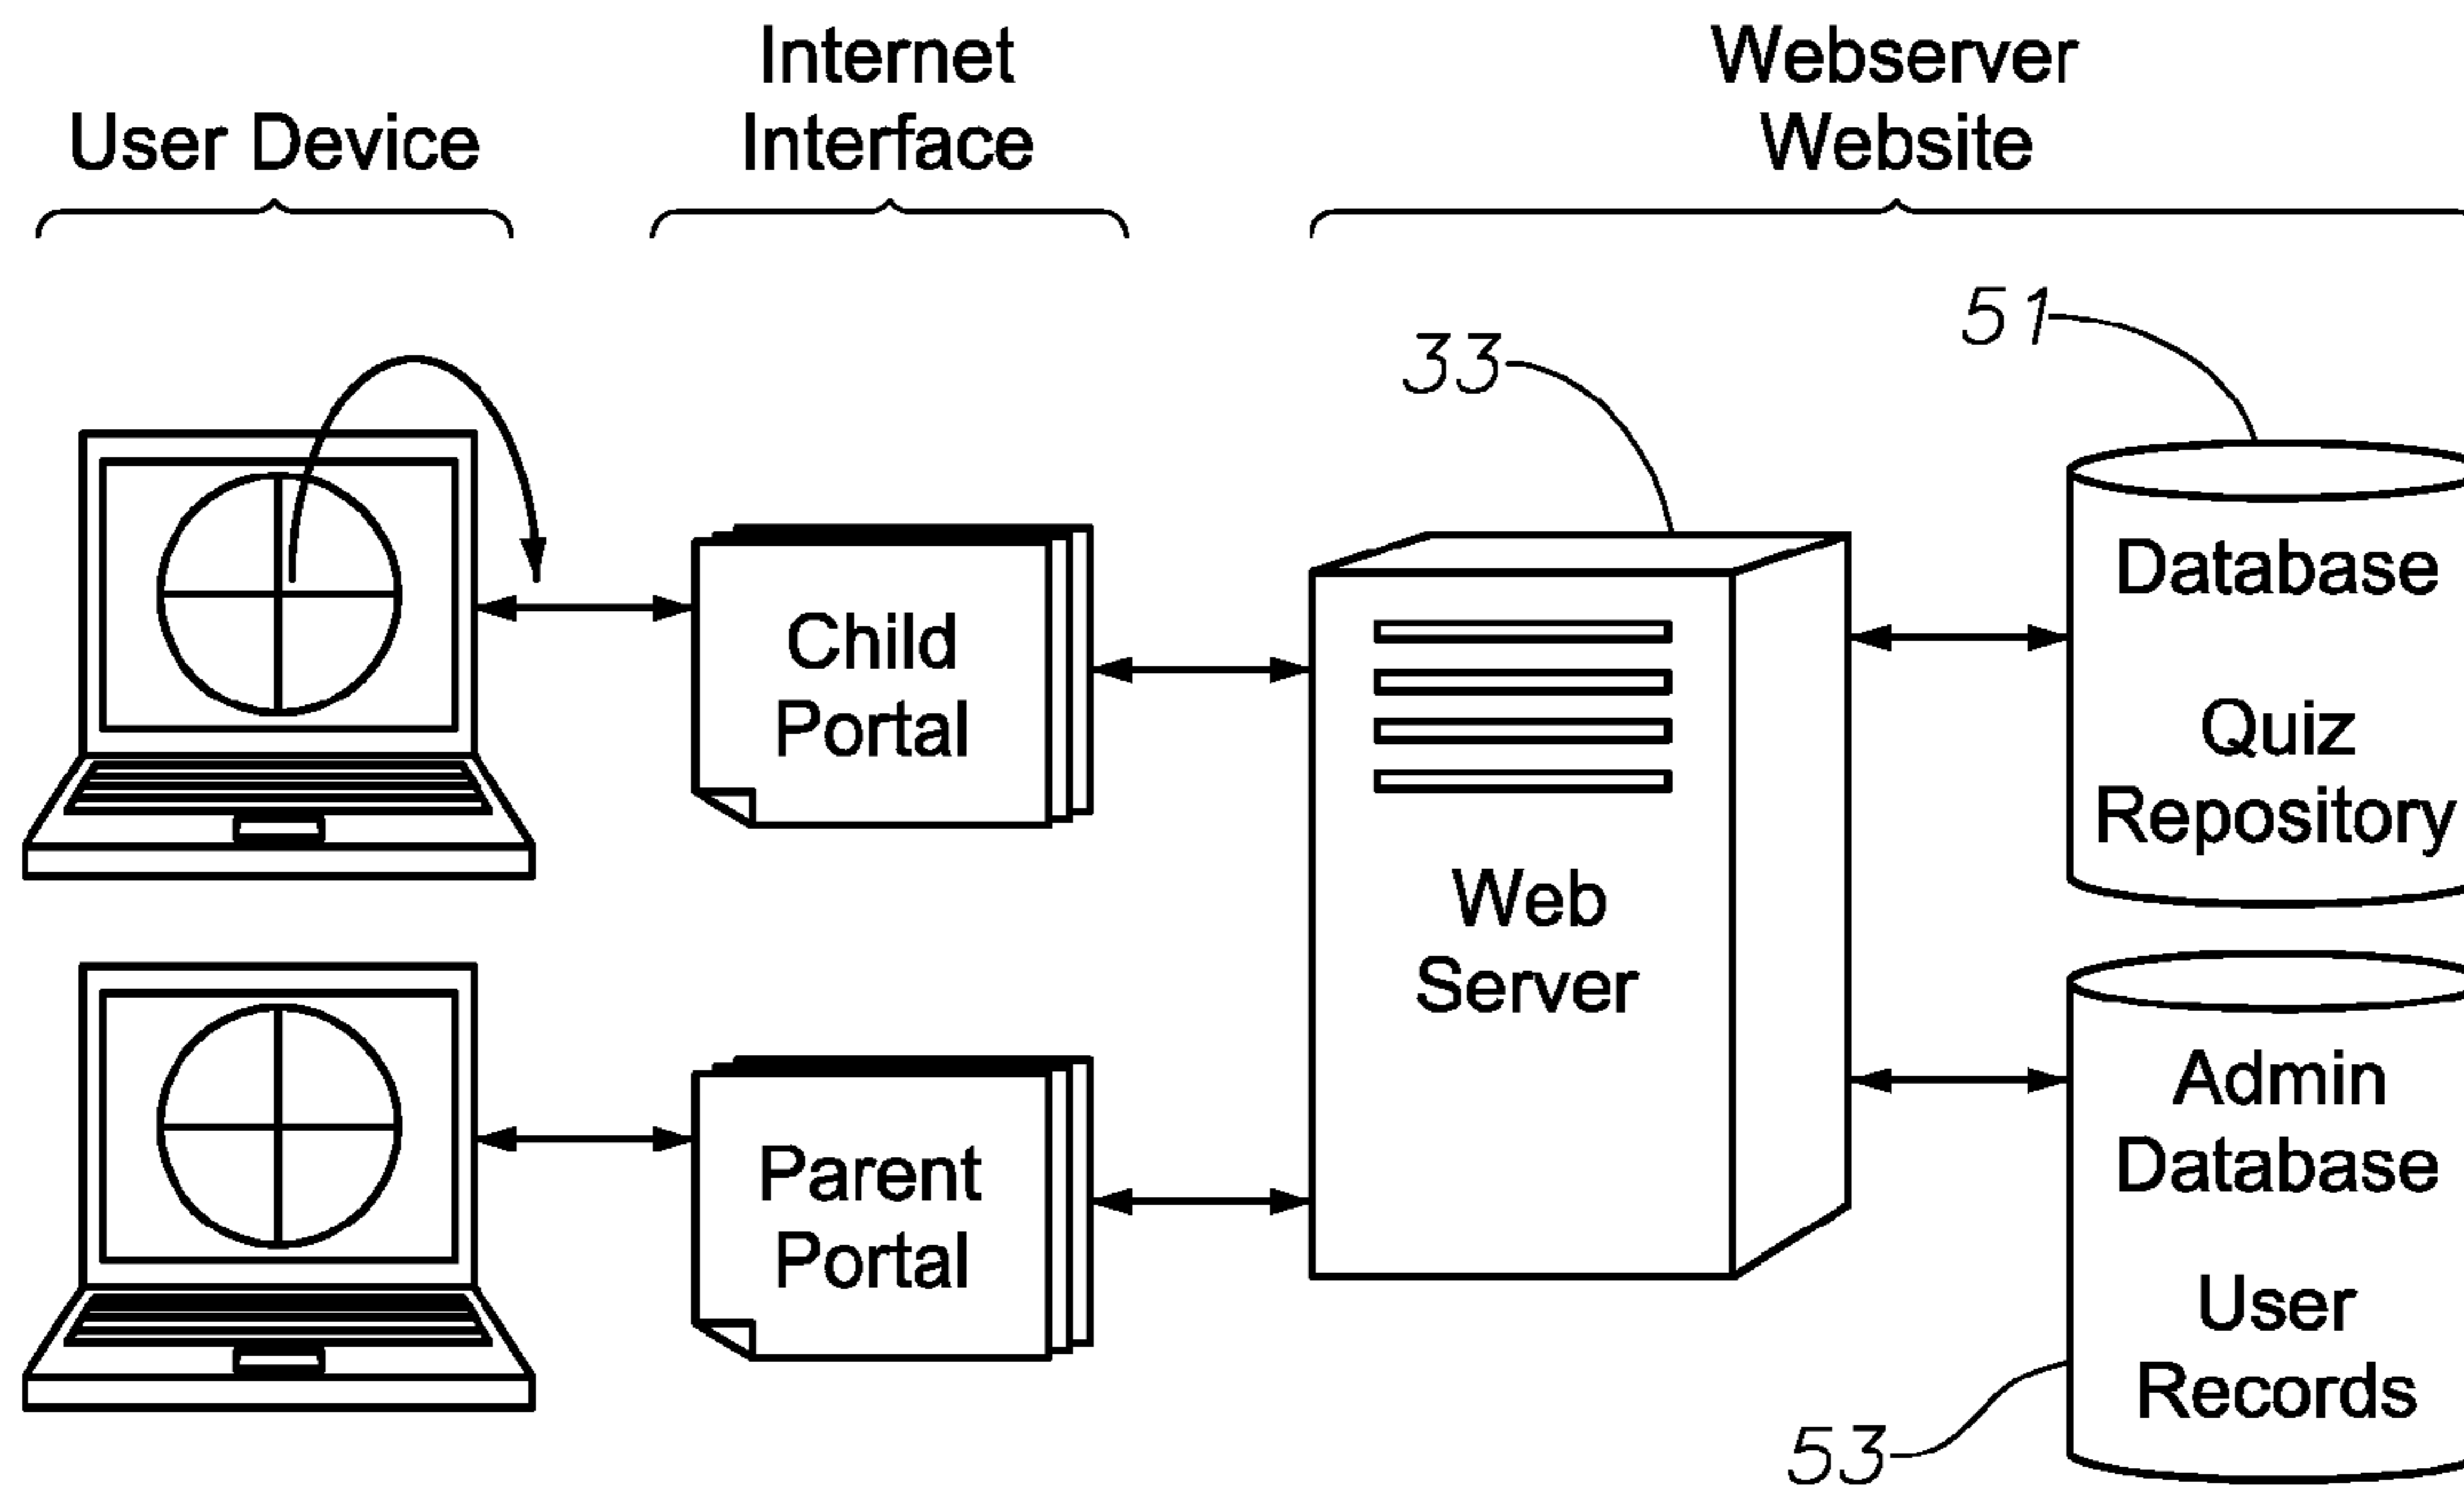 User Device
Internet
Interface
Webserver
Website
33
51
Child
Portal
Web
Server
Database
Quiz
Repository
Parent
Portal
Admin
Database
User
Records
53